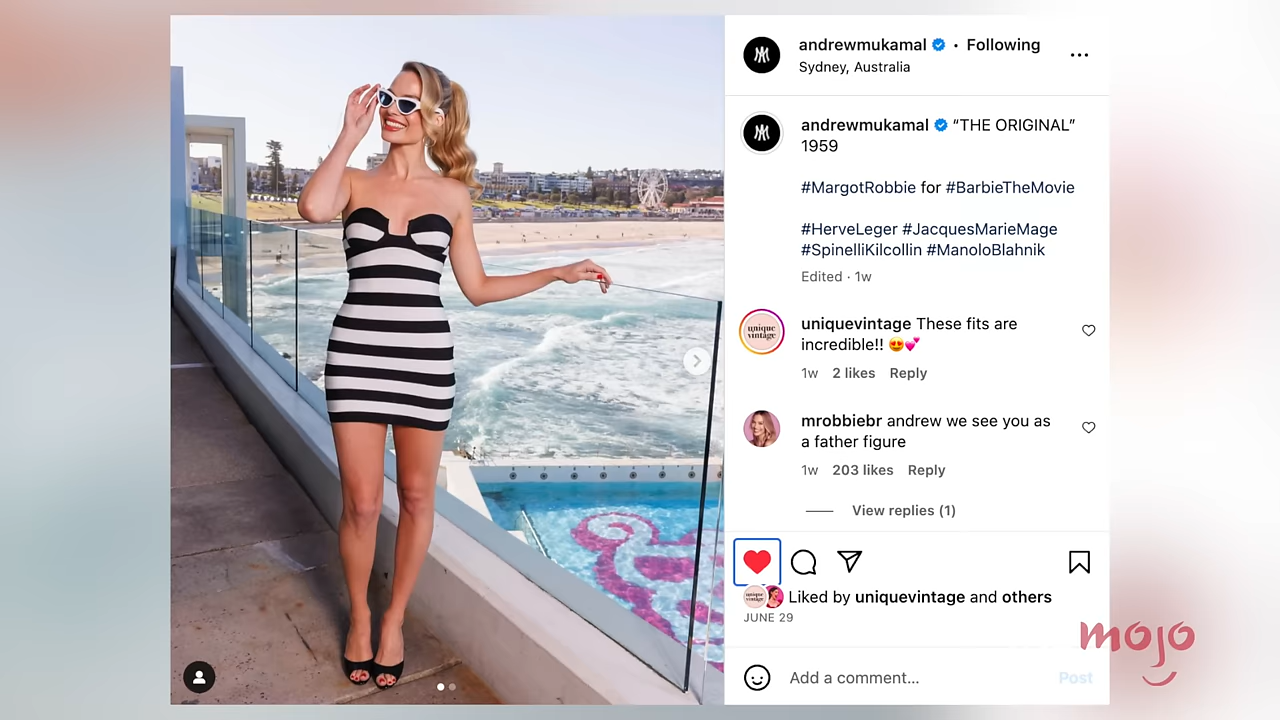 andrewmukamal • Following
Sydney, Australia
andrewmukamal “THE ORIGINAL”
1959
#MargotRobbie for #BarbieTheMovie
#HerveLeger #JacquesMarieMage
#SpinelliKilcollin #ManoloBlahnik
Edited · 1w
unique
vintage
uniquevintage These fits are
incredible!! 😍💕
1w 2 likes Reply
mrobbiebr andrew we see you as
a father figure
1w 203 likes Reply
View replies (1)
Liked by uniquevintage and others
JUNE 29
mojo
Add a comment...
Post